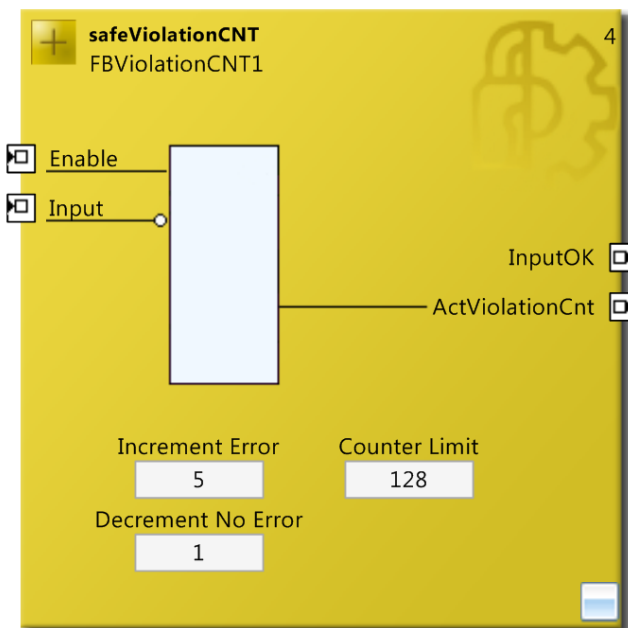 safeViolationCNT 4
FBViolationCNT1
Enable
Input
InputOK
ActViolationCnt
Increment Error Counter Limit
5 128
Decrement No Error
1